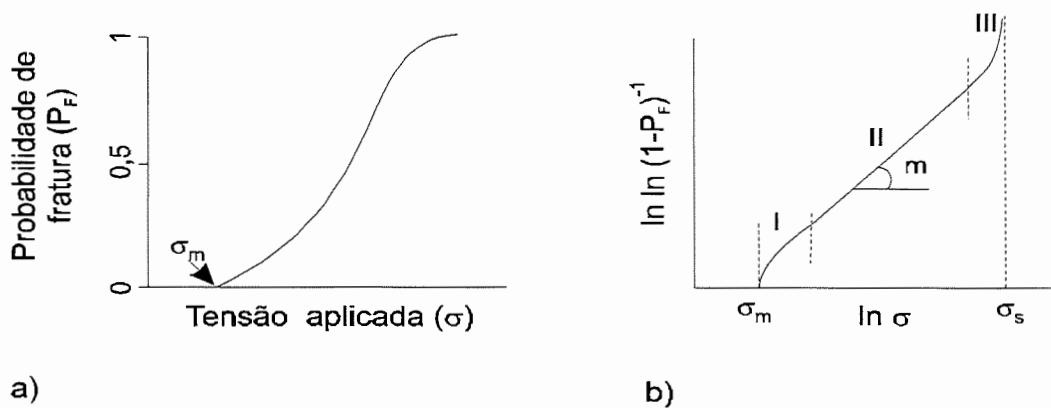 Probabilidade de
fratura (P_F)
1
0,5
0
σ_m
Tensão aplicada (σ)
a)
ln ln (1-P_F)^-1
I
II
III
m
σ_m
ln σ
σ_s
b)